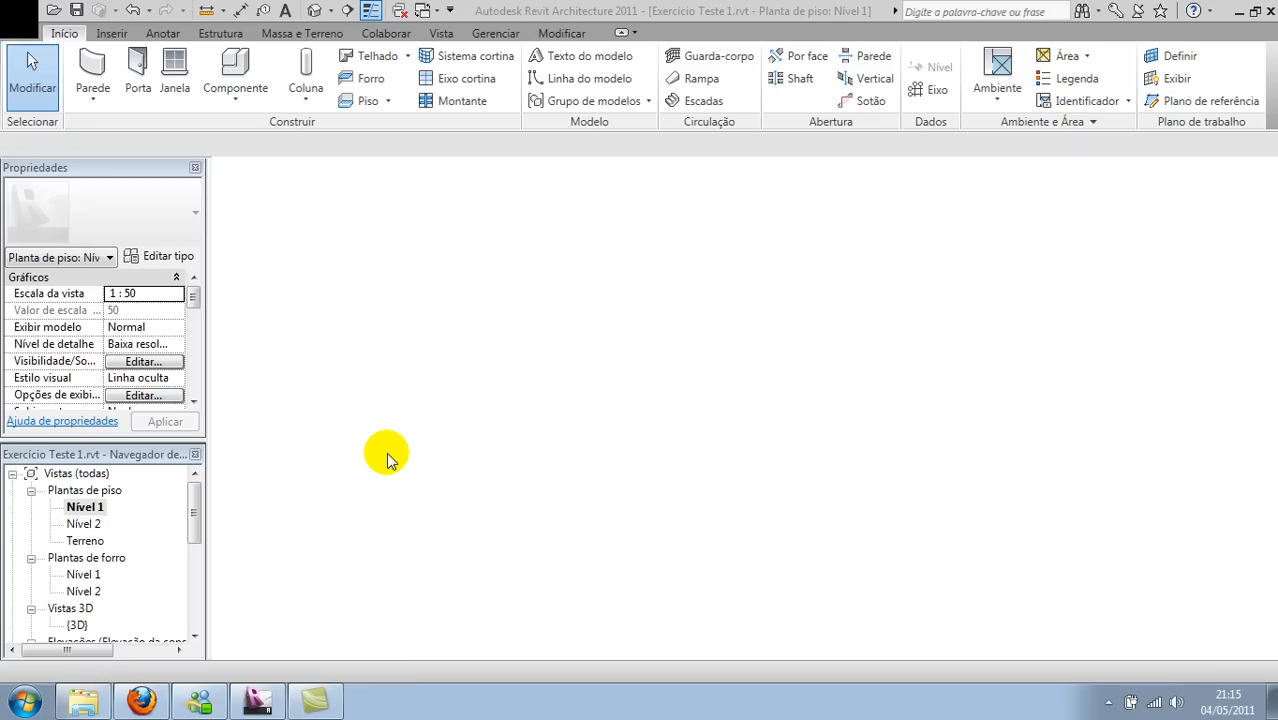 Autodesk Revit Architecture 2011 - [Exercício Teste 1.rvt - Planta de piso: Nível 1]
Digite a palavra-chave ou frase
Início Inserir Anotar Estrutura Massa e Terreno Colaborar Vista Gerenciar Modificar
Modificar Parede Porta Janela Componente Coluna
Telhado
Forro
Piso
Sistema cortina
Eixo cortina
Montante
Texto do modelo
Linha do modelo
Grupo de modelos
Guarda-corpo
Rampa
Escadas
Por face
Shaft
Parede
Vertical
Sotão
Nível
Eixo
Ambiente
Área
Legenda
Identificador
Definir
Exibir
Plano de referência
Selecionar Construir Modelo Circulação Abertura Dados Ambiente e Área Plano de trabalho
Propriedades
Planta de piso: Nív Editar tipo
Gráficos
Escala da vista 1 : 50
Valor de escala ... 50
Exibir modelo Normal
Nível de detalhe Baixa resol...
Visibilidade/So... Editar...
Estilo visual Linha oculta
Opções de exibi... Editar...
Ajuda de propriedades Aplicar
Exercício Teste 1.rvt - Navegador de...
Vistas (todas)
Plantas de piso
Nível 1
Nível 2
Terreno
Plantas de forro
Nível 1
Nível 2
Vistas 3D
{3D}
Elevações (Elevação da cons
21:15
04/05/2011